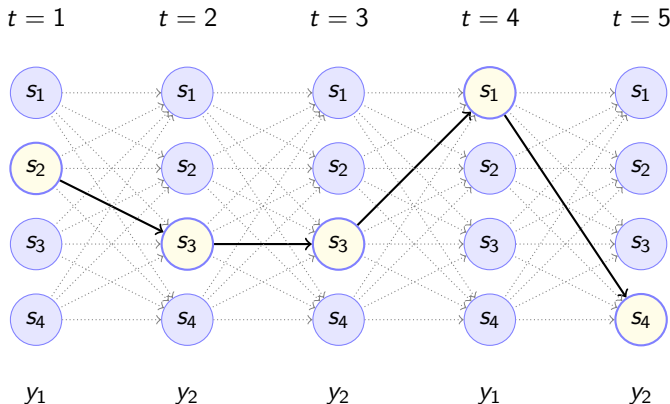 t = 1 t = 2 t = 3 t = 4 t = 5
s₁ s₁ s₁ s₁ s₁
s₂ s₂ s₂ s₂ s₂
s₃ s₃ s₃ s₃ s₃
s₄ s₄ s₄ s₄ s₄
y₁ y₂ y₂ y₁ y₂